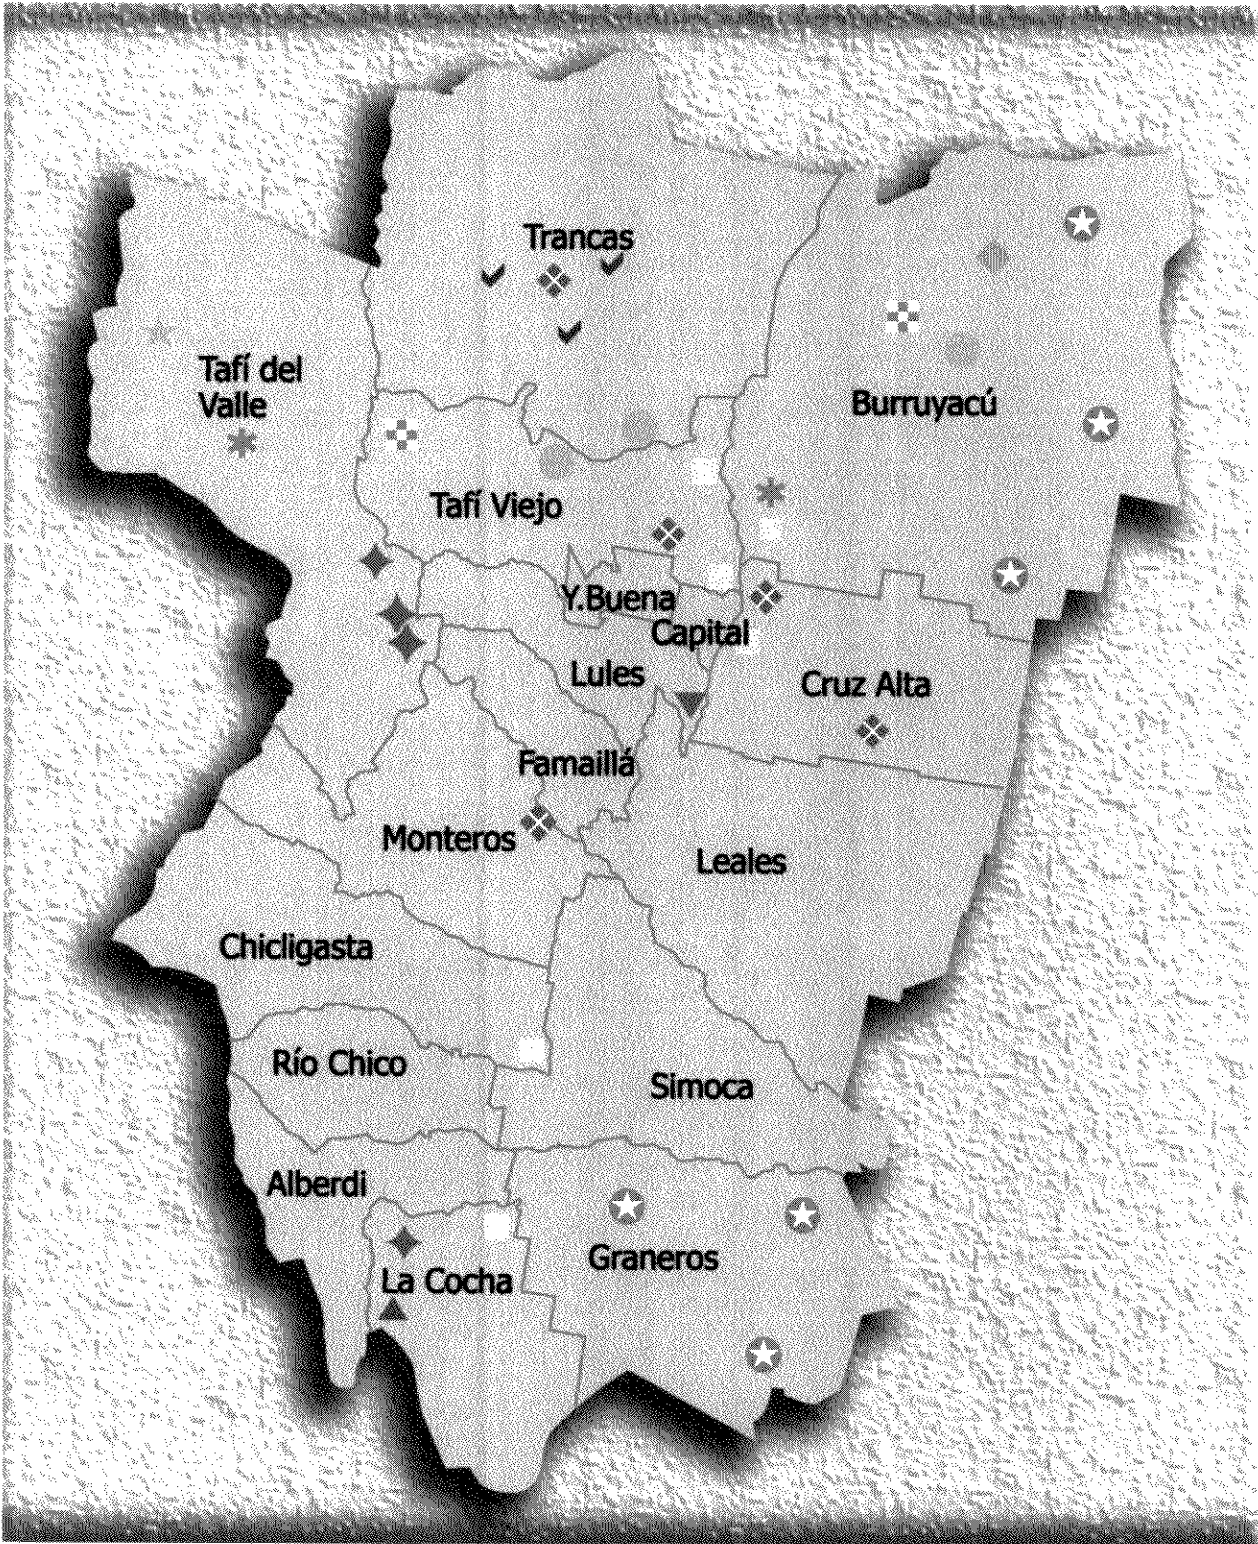 Trancas
Tafí del
Valle
Burruyacú
Tafí Viejo
Y.Buena
Capital
Lules
Cruz Alta
Famaillá
Monteros
Leales
Chicligasta
Río Chico
Simoca
Alberdi
Graneros
La Cocha